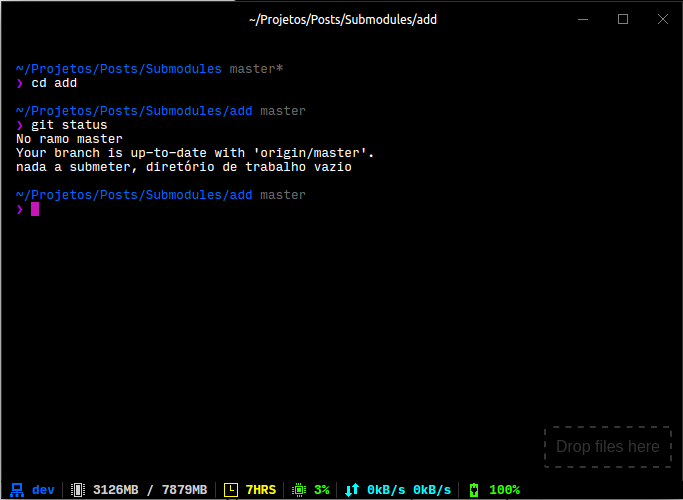 ~/Projetos/Posts/Submodules/add
~/Projetos/Posts/Submodules master*
❯ cd add
~/Projetos/Posts/Submodules/add master
❯ git status
No ramo master
Your branch is up-to-date with 'origin/master'.
nada a submeter, diretório de trabalho vazio
~/Projetos/Posts/Submodules/add master
❯
Drop files here
dev 3126MB / 7879MB 7HRS 3% 0kB/s 0kB/s 100%